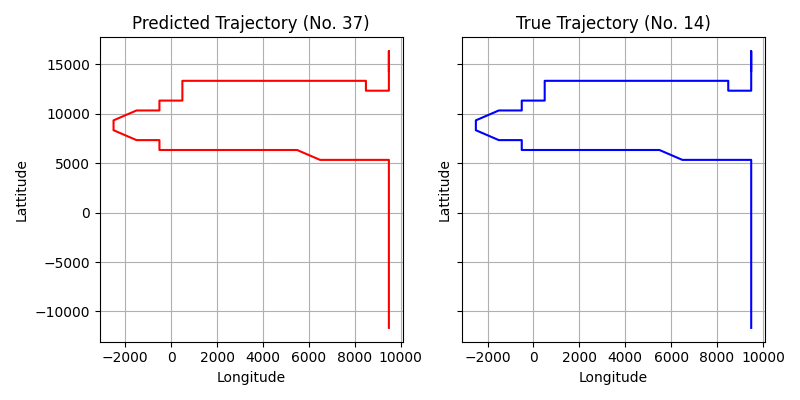 Predicted Trajectory (No. 37)
True Trajectory (No. 14)
15000
10000
5000
0
−5000
−10000
Lattitude
Lattitude
−2000 0 2000 4000 6000 8000 10000
−2000 0 2000 4000 6000 8000 10000
Longitude
Longitude